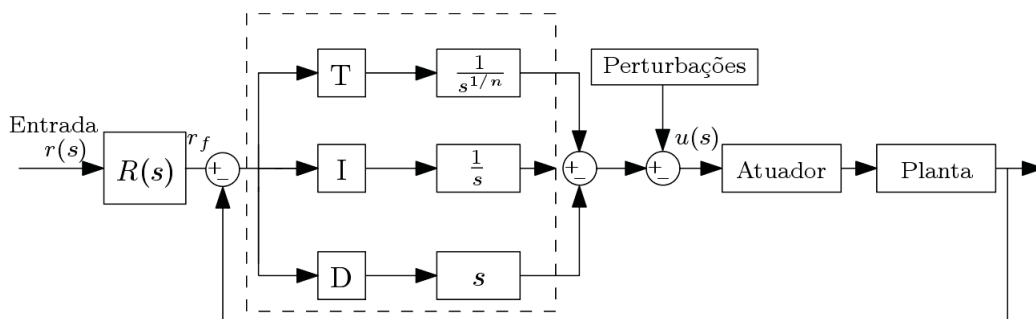 T
1
s^{1/n}
Perturbações
Entrada
r(s)
R(s)
r_f
+
−
I
1
s
+
−
+
−
u(s)
Atuador
Planta
D
s